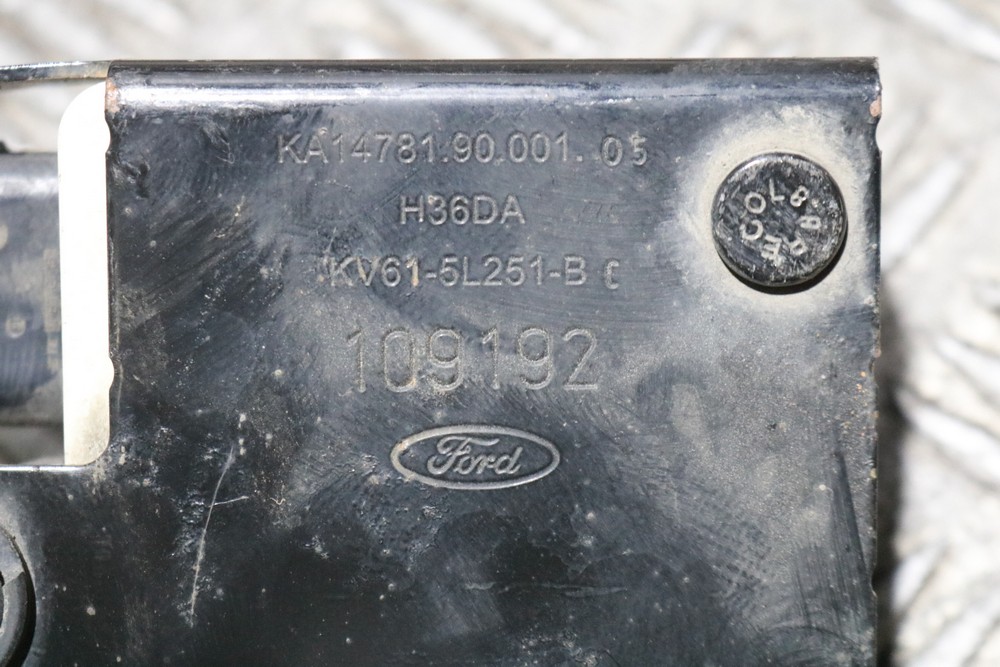 KA14781.90.001. 05
H36DA
KV61-5L251-B C
109192
Ford